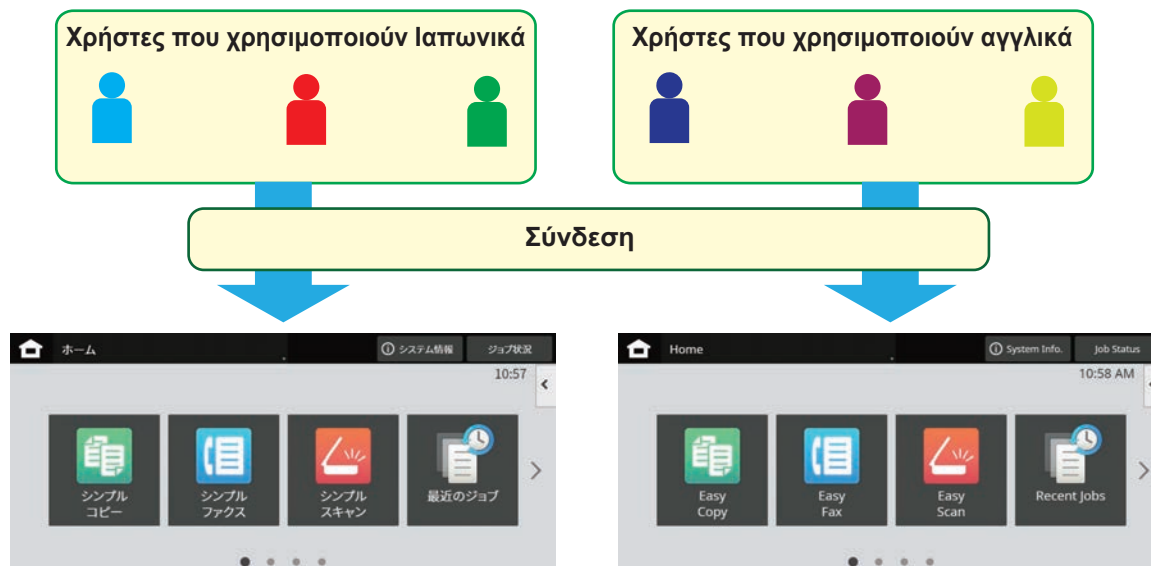 Χρήστες που χρησιμοποιούν Ιαπωνικά
Χρήστες που χρησιμοποιούν αγγλικά
Σύνδεση
ホーム
システム情報
ジョブ状況
10:57
シンプル
コピー
シンプル
ファクス
シンプル
スキャン
最近のジョブ
Home
System Info.
Job Status
10:58 AM
Easy
Copy
Easy
Fax
Easy
Scan
Recent Jobs